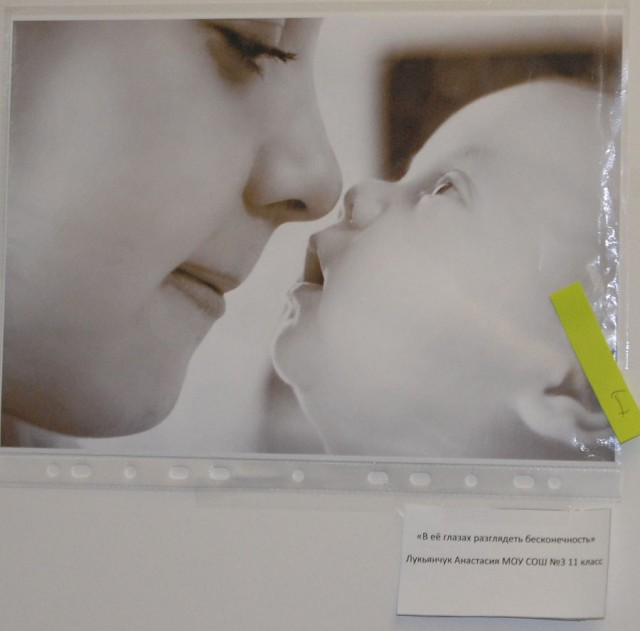 «В её глазах разглядеть бесконечность»
Лукьянчук Анастасия МОУ СОШ №3 11 класс